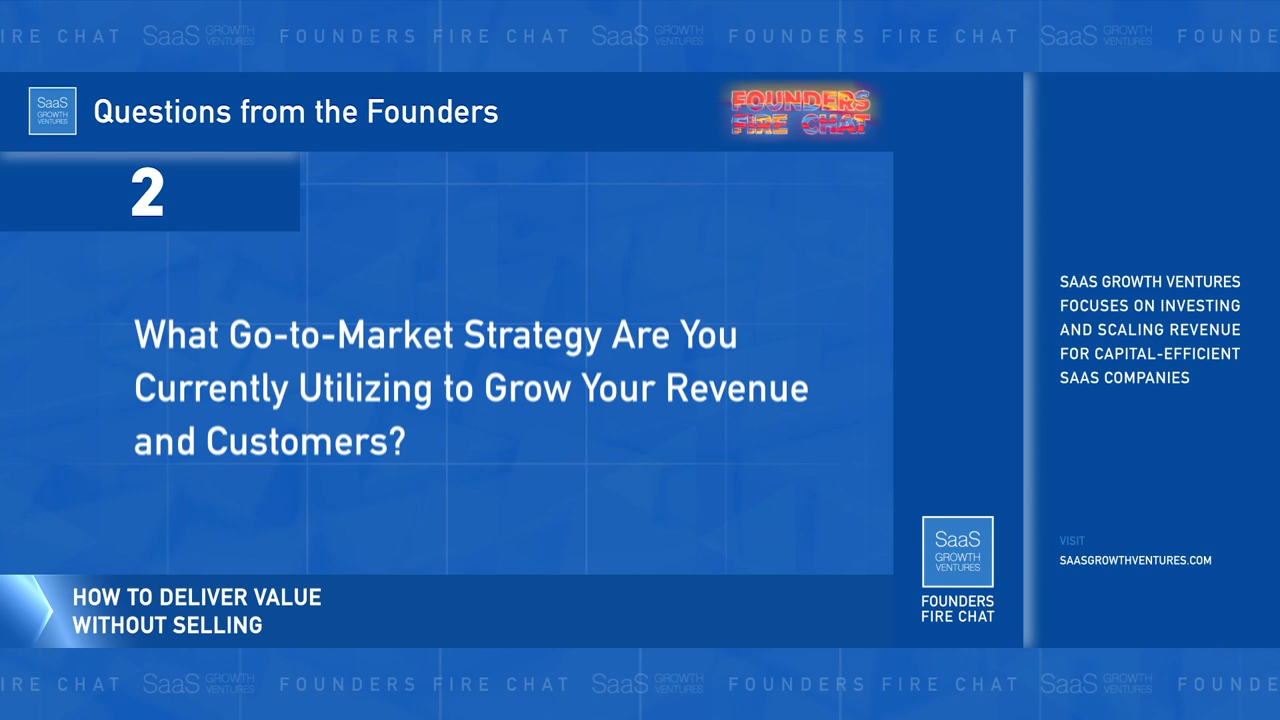 IRE CHAT SaaS GROWTH VENTURES FOUNDERS FIRE CHAT SaaS GROWTH VENTURES FOUNDERS FIRE CHAT SaaS GROWTH VENTURES FOUNDE
SaaS
GROWTH
VENTURES
Questions from the Founders
FOUNDERS
FIRE CHAT
2
What Go-to-Market Strategy Are You
Currently Utilizing to Grow Your Revenue
and Customers?
HOW TO DELIVER VALUE
WITHOUT SELLING
SaaS
GROWTH
VENTURES
FOUNDERS
FIRE CHAT
SAAS GROWTH VENTURES
FOCUSES ON INVESTING
AND SCALING REVENUE
FOR CAPITAL-EFFICIENT
SAAS COMPANIES
VISIT
SAASGROWTHVENTURES.COM
IRE CHAT SaaS GROWTH VENTURES FOUNDERS FIRE CHAT SaaS GROWTH VENTURES FOUNDERS FIRE CHAT SaaS GROWTH VENTURES FOUNDE